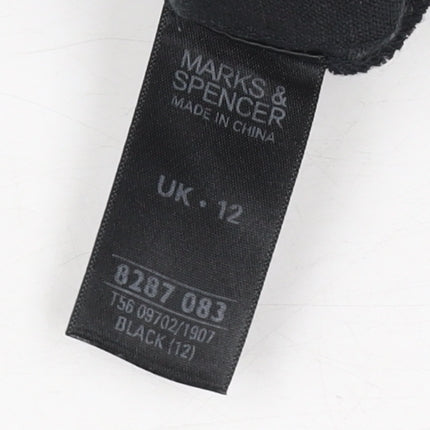 MARKS &
SPENCER
MADE IN CHINA
UK • 12
8287 083
T56 09702/1907
BLACK (12)